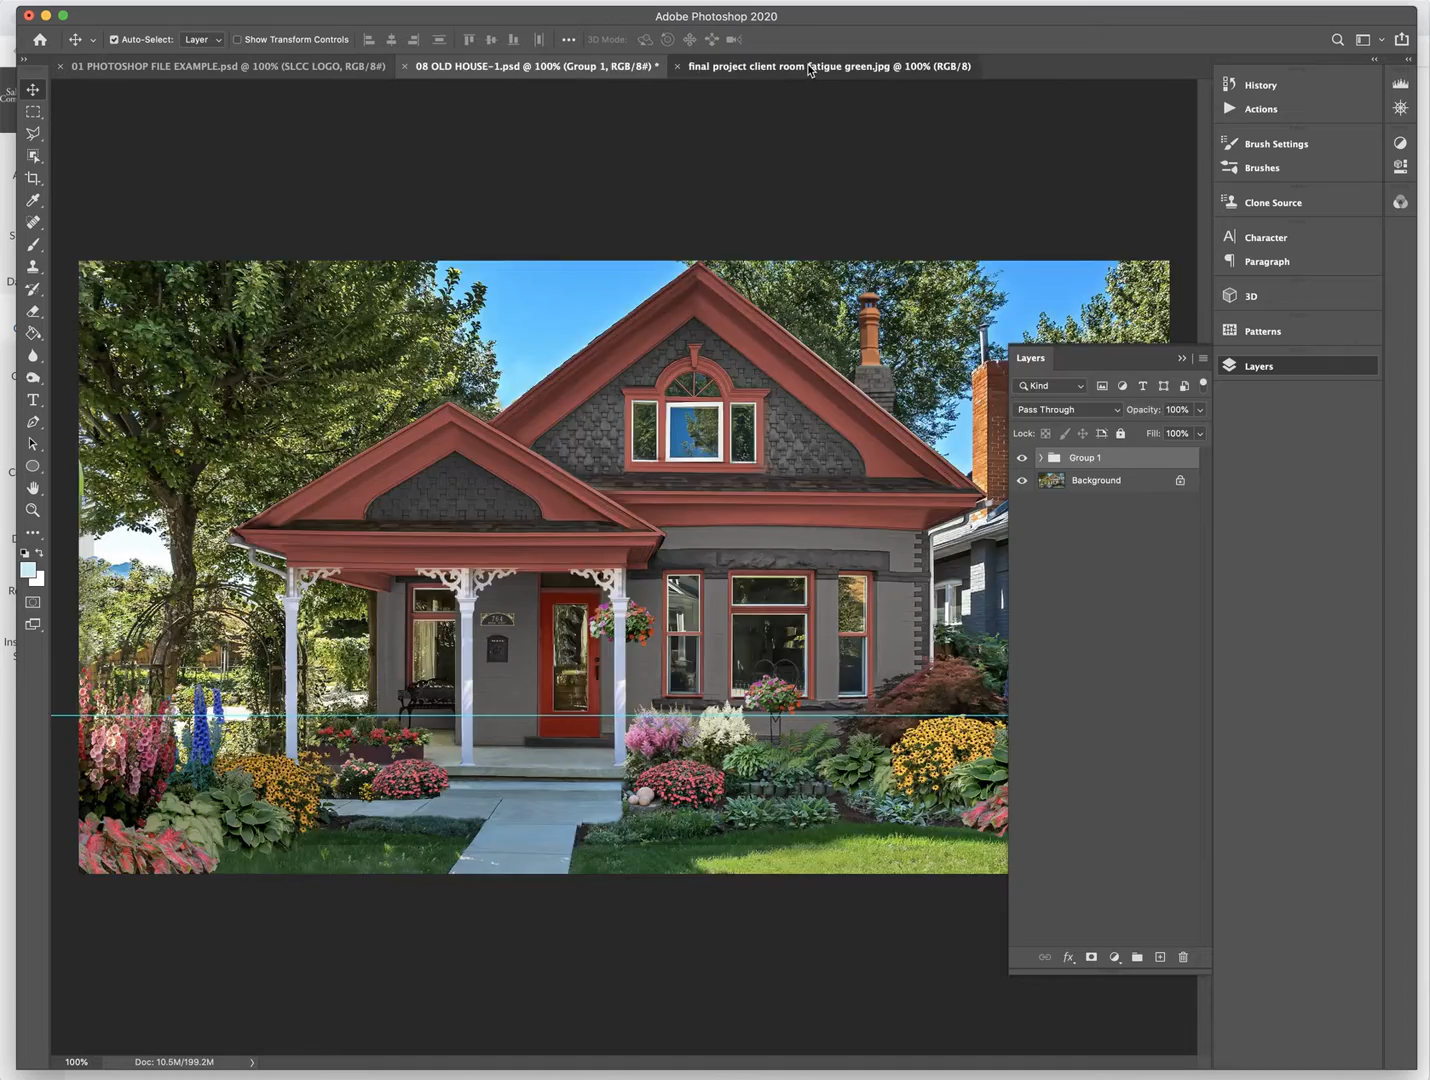 Adobe Photoshop 2020
Auto-Select: Layer Show Transform Controls 3D Mode:
01 PHOTOSHOP FILE EXAMPLE.psd @ 100% (SLCC LOGO, RGB/8#)
08 OLD HOUSE-1.psd @ 100% (Group 1, RGB/8#) *
final project client room fatigue green.jpg @ 100% (RGB/8)
History
Actions
Brush Settings
Brushes
Clone Source
Character
Paragraph
3D
Patterns
Layers
Layers
Kind
Pass Through Opacity: 100%
Lock: Fill: 100%
Group 1
Background
764
100% Doc: 10.5M/199.2M